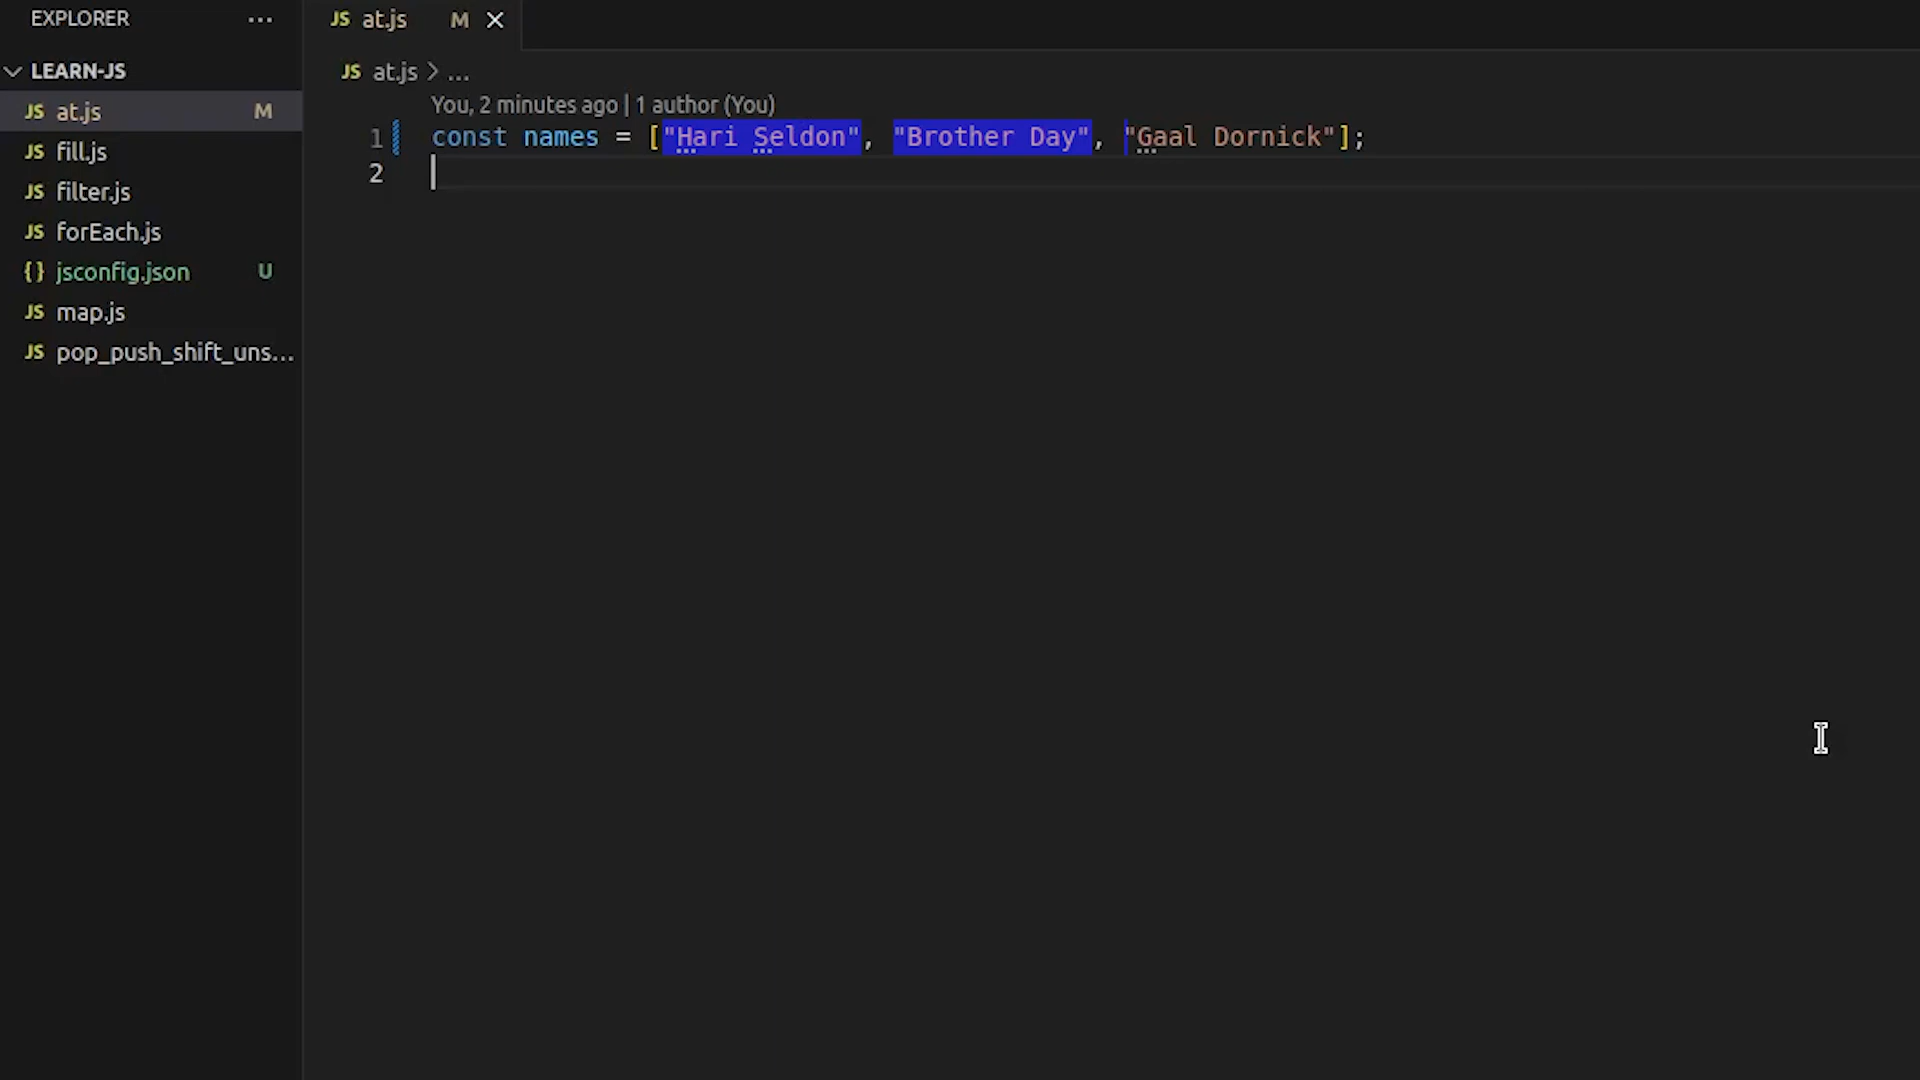 EXPLORER ...
LEARN-JS
JS at.js M
JS fill.js
JS filter.js
JS forEach.js
{} jsconfig.json U
JS map.js
JS pop_push_shift_uns...
JS at.js M
JS at.js > ...
You, 2 minutes ago | 1 author (You)
1 const names = ["Hari Seldon", "Brother Day", "Gaal Dornick"];
2